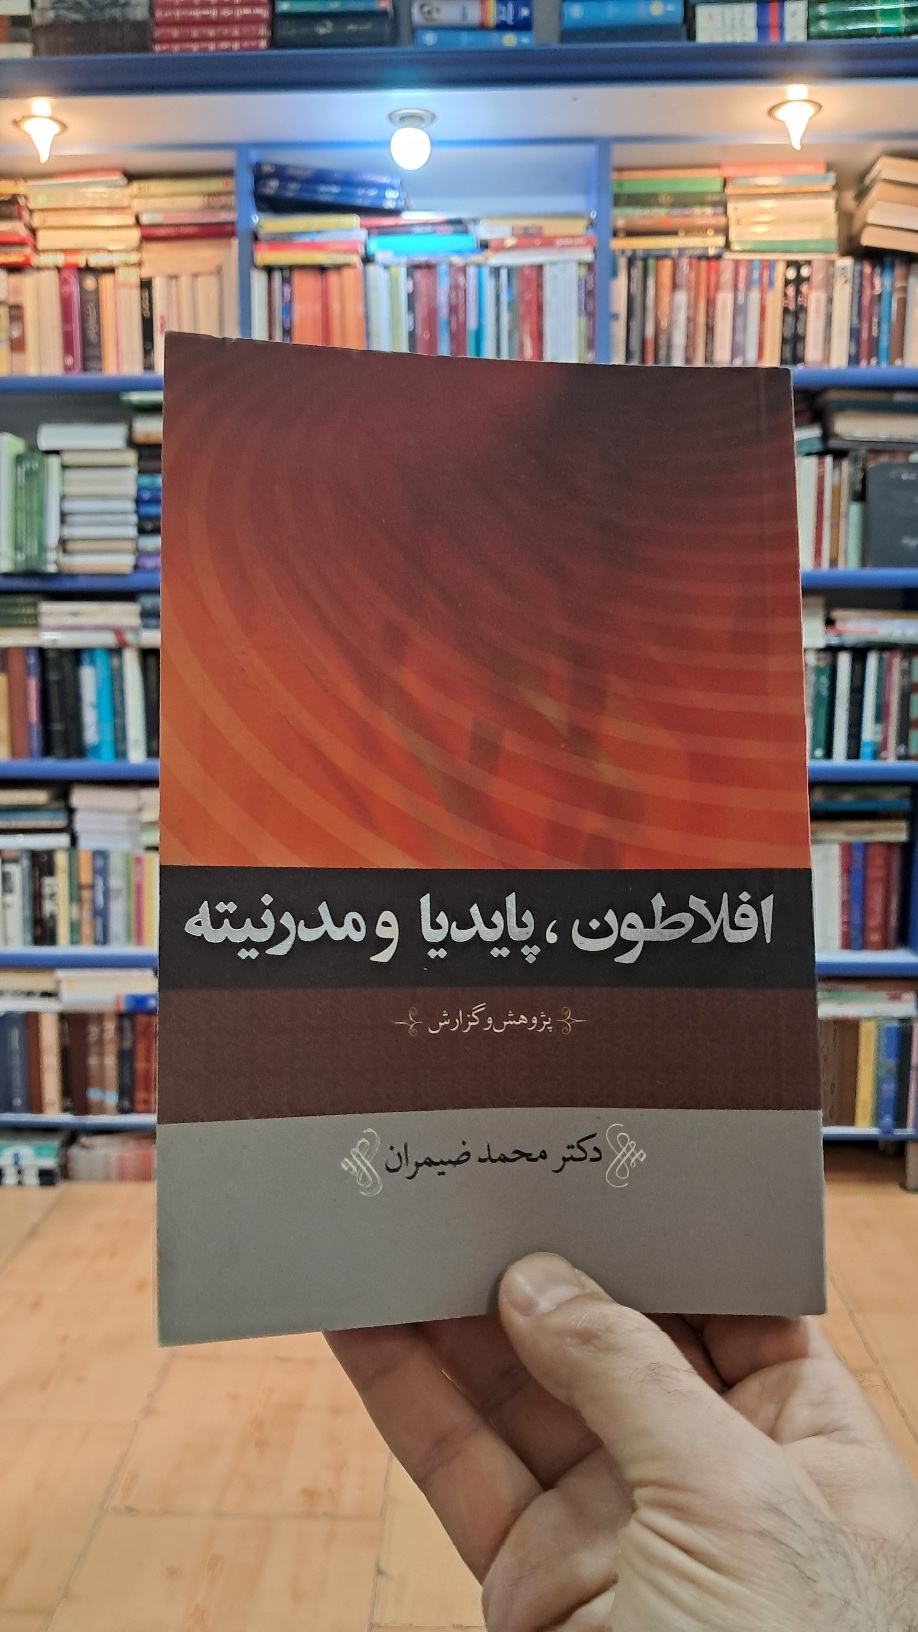 افلاطون، پایدیا و مدرنیته
پژوهش و گزارش
دکتر محمد ضیمران